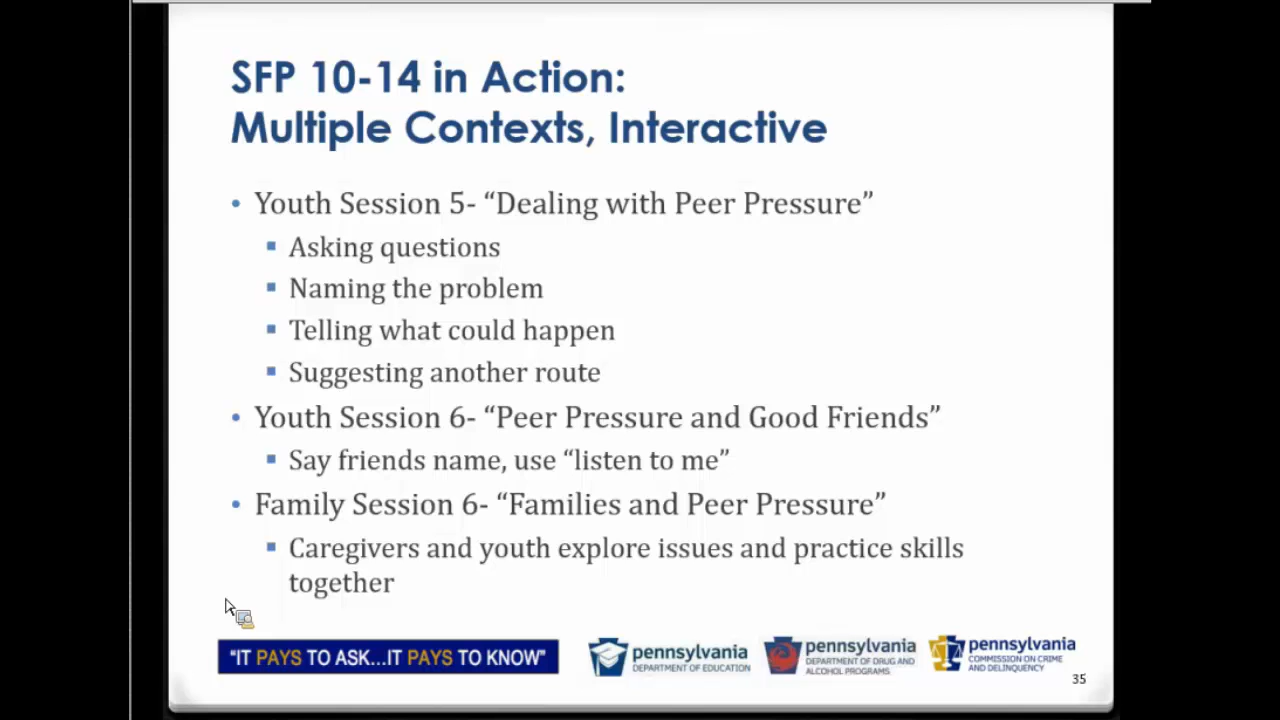 SFP 10-14 in Action:
Multiple Contexts, Interactive
• Youth Session 5- “Dealing with Peer Pressure”
▪ Asking questions
▪ Naming the problem
▪ Telling what could happen
▪ Suggesting another route
• Youth Session 6- “Peer Pressure and Good Friends”
▪ Say friends name, use “listen to me”
• Family Session 6- “Families and Peer Pressure”
▪ Caregivers and youth explore issues and practice skills
together
“IT PAYS TO ASK...IT PAYS TO KNOW”
pennsylvania
DEPARTMENT OF EDUCATION
pennsylvania
DEPARTMENT OF DRUG AND
ALCOHOL PROGRAMS
pennsylvania
COMMISSION ON CRIME
AND DELINQUENCY
35